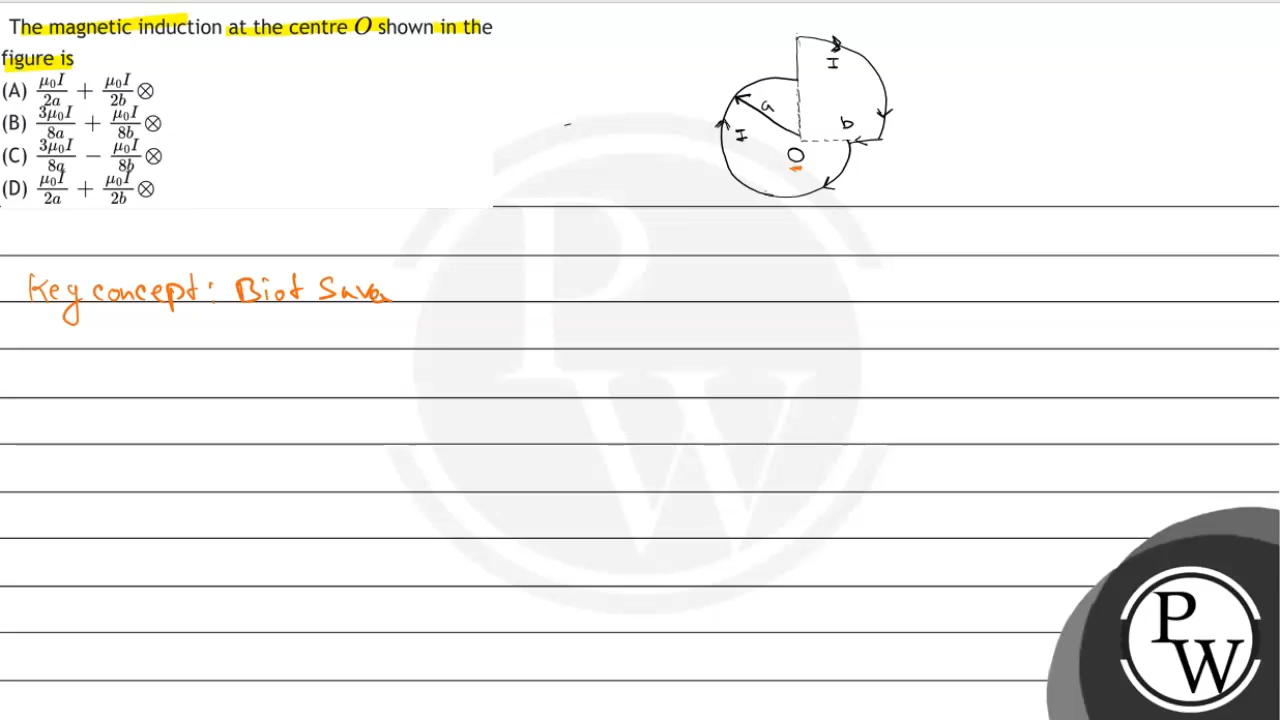 The magnetic induction at the centre O shown in the
figure is
(A) μ₀I/2a + μ₀I/2b ⊗
(B) 3μ₀I/8a + μ₀I/8b ⊗
(C) 3μ₀I/8a − μ₀I/8b ⊗
(D) μ₀I/2a + μ₀I/2b ⊗
I
a
b
I
O
Key concept: Biot Sava
P
W
P
W